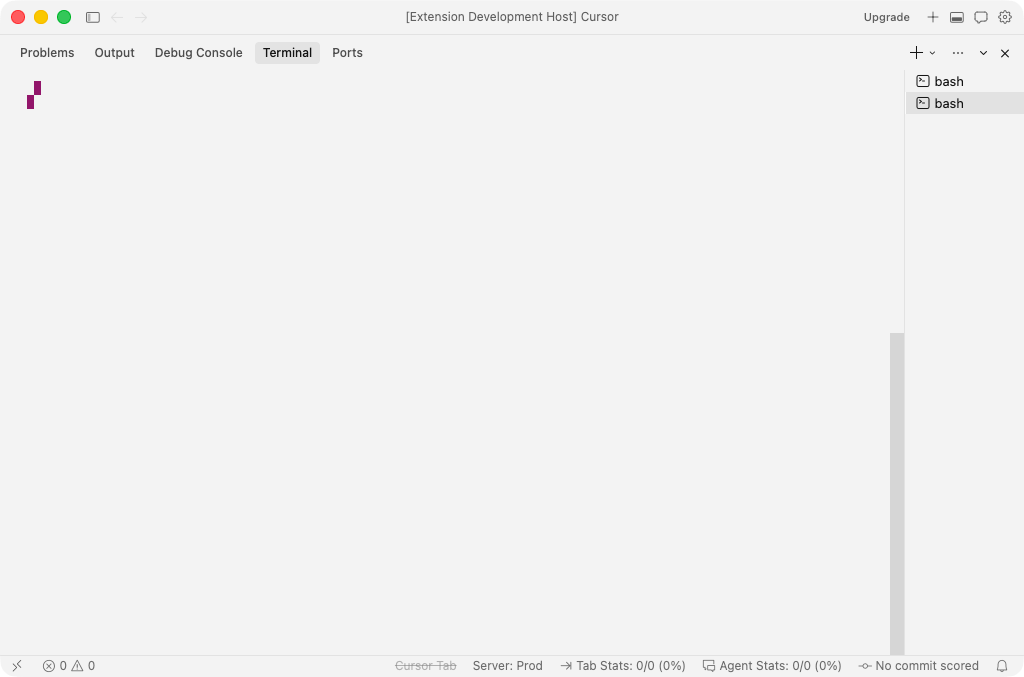 [Extension Development Host] Cursor
Upgrade
Problems
Output
Debug Console
Terminal
Ports
bash
bash
0
0
Cursor Tab
Server: Prod
Tab Stats: 0/0 (0%)
Agent Stats: 0/0 (0%)
No commit scored